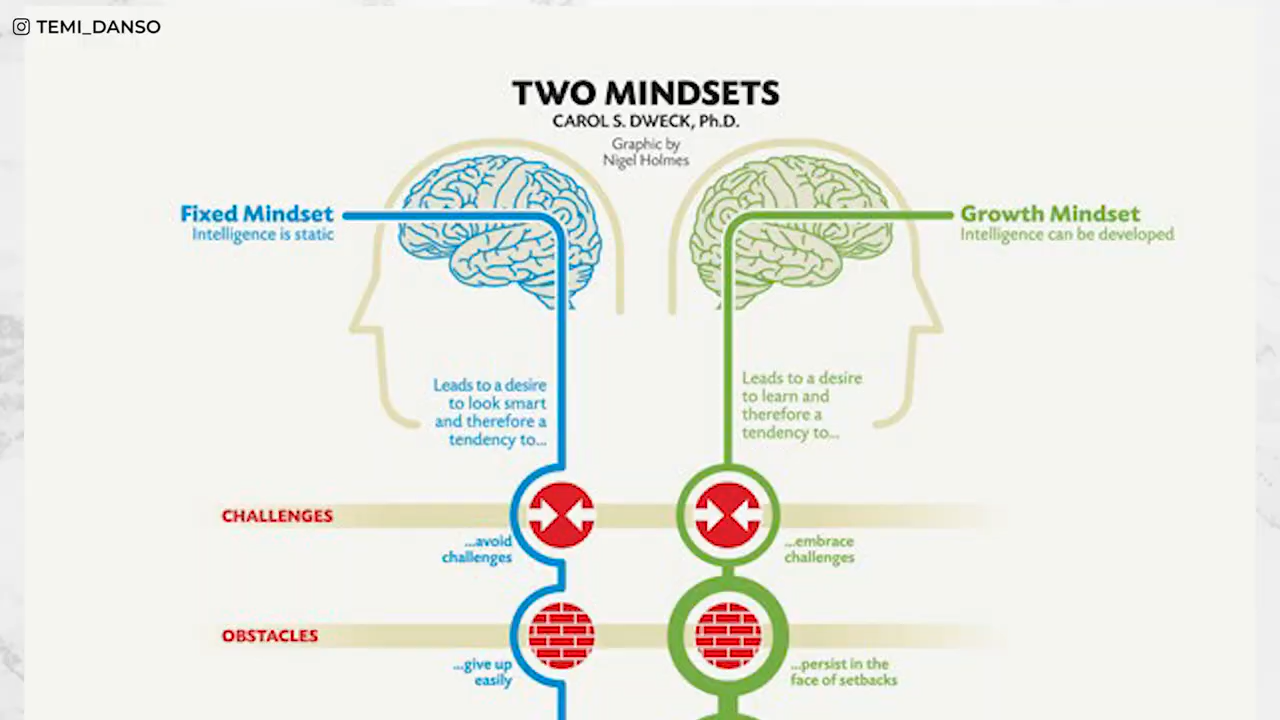 TEMI_DANSO
TWO MINDSETS
CAROL S. DWECK, Ph.D.
Graphic by
Nigel Holmes
Fixed Mindset
Intelligence is static
Growth Mindset
Intelligence can be developed
Leads to a desire
to look smart
and therefore a
tendency to...
Leads to a desire
to learn and
therefore a
tendency to...
CHALLENGES
...avoid
challenges
...embrace
challenges
OBSTACLES
...give up
easily
...persist in the
face of setbacks